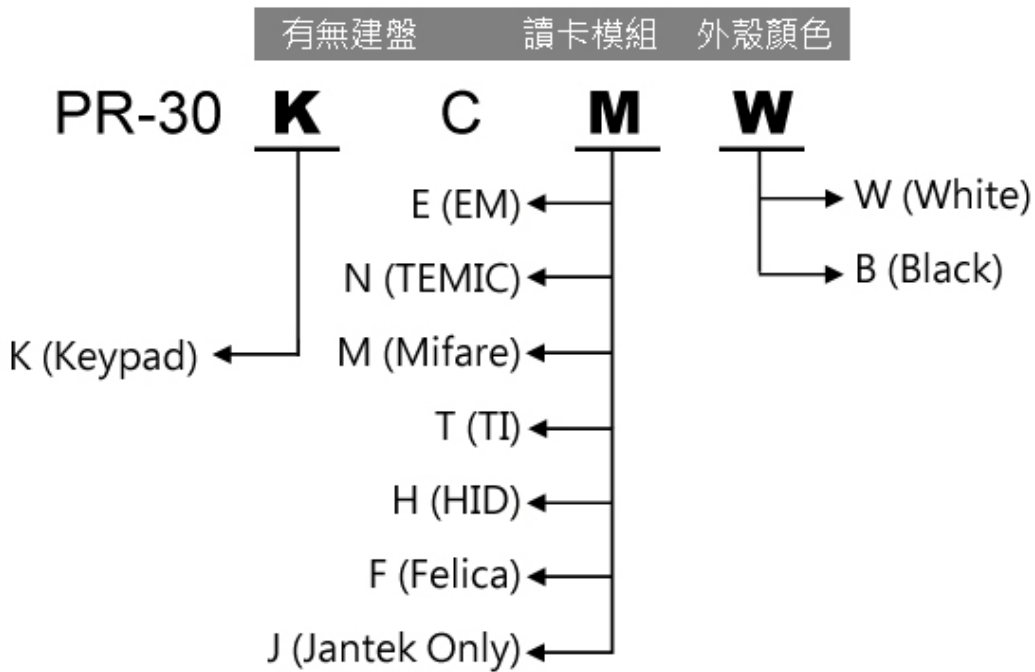 有無建盤 讀卡模組 外殼顏色
PR-30 K C M W
E (EM)
W (White)
N (TEMIC)
B (Black)
K (Keypad)
M (Mifare)
T (TI)
H (HID)
F (Felica)
J (Jantek Only)